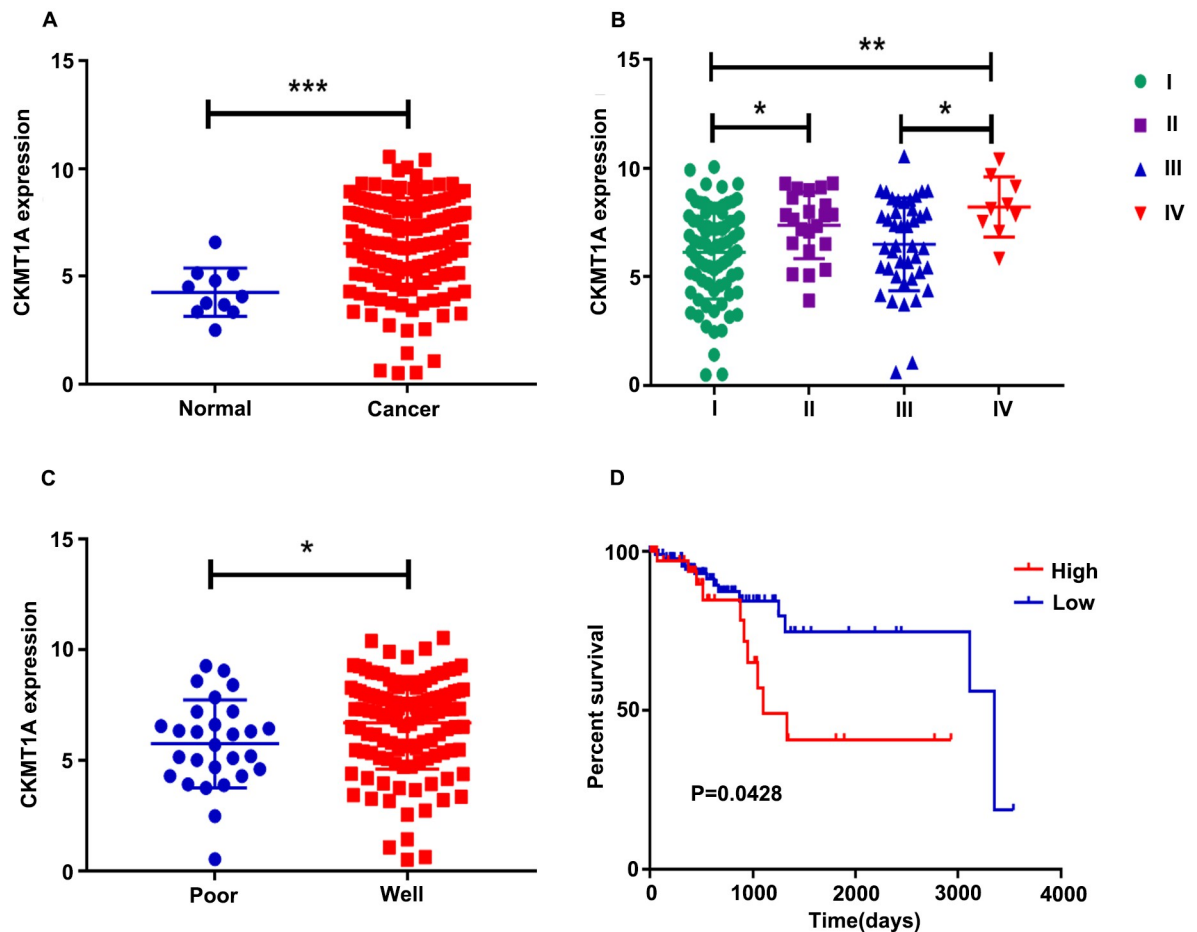 A
15
10
5
0
CKMT1A expression
***
Normal
Cancer
B
15
10
5
0
CKMT1A expression
**
*
*
I
II
III
IV
I
II
III
IV
C
15
10
5
0
CKMT1A expression
*
Poor
Well
D
100
50
0
Percent survival
High
Low
P=0.0428
0
1000
2000
3000
4000
Time(days)